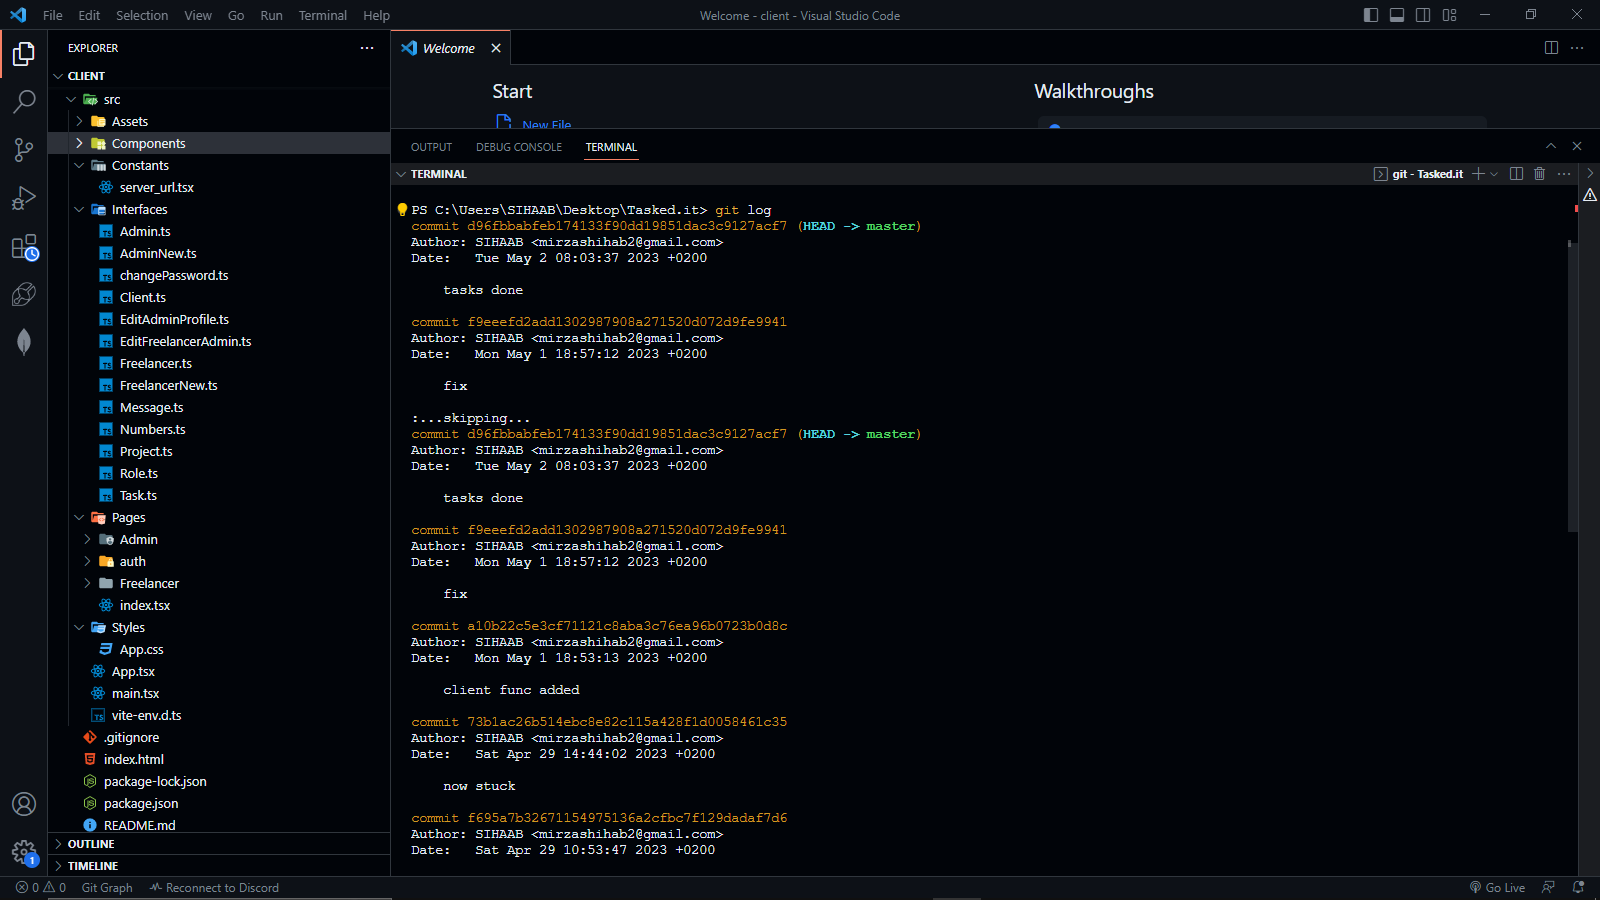 File Edit Selection View Go Run Terminal Help
Welcome - client - Visual Studio Code
EXPLORER
CLIENT
src
Assets
Components
Constants
server_url.tsx
Interfaces
Admin.ts
AdminNew.ts
changePassword.ts
Client.ts
EditAdminProfile.ts
EditFreelancerAdmin.ts
Freelancer.ts
FreelancerNew.ts
Message.ts
Numbers.ts
Project.ts
Role.ts
Task.ts
Pages
Admin
auth
Freelancer
index.tsx
Styles
App.css
App.tsx
main.tsx
vite-env.d.ts
.gitignore
index.html
package-lock.json
package.json
README.md
OUTLINE
TIMELINE
Welcome
Start
New File
Walkthroughs
OUTPUT DEBUG CONSOLE TERMINAL
TERMINAL
git - Tasked.it
PS C:\Users\SIHAAB\Desktop\Tasked.it> git log
commit d96fbbabfeb174133f90dd19851dac3c9127acf7 (HEAD -> master)
Author: SIHAAB <mirzashihab2@gmail.com>
Date:   Tue May 2 08:03:37 2023 +0200
tasks done
commit f9eeefd2add1302987908a271520d072d9fe9941
Author: SIHAAB <mirzashihab2@gmail.com>
Date:   Mon May 1 18:57:12 2023 +0200
fix
:...skipping...
commit d96fbbabfeb174133f90dd19851dac3c9127acf7 (HEAD -> master)
Author: SIHAAB <mirzashihab2@gmail.com>
Date:   Tue May 2 08:03:37 2023 +0200
tasks done
commit f9eeefd2add1302987908a271520d072d9fe9941
Author: SIHAAB <mirzashihab2@gmail.com>
Date:   Mon May 1 18:57:12 2023 +0200
fix
commit a10b22c5e3cf71121c8aba3c76ea96b0723b0d8c
Author: SIHAAB <mirzashihab2@gmail.com>
Date:   Mon May 1 18:53:13 2023 +0200
client func added
commit 73b1ac26b514ebc8e82c115a428f1d0058461c35
Author: SIHAAB <mirzashihab2@gmail.com>
Date:   Sat Apr 29 14:44:02 2023 +0200
now stuck
commit f695a7b32671154975136a2cfbc7f129dadaf7d6
Author: SIHAAB <mirzashihab2@gmail.com>
Date:   Sat Apr 29 10:53:47 2023 +0200
1
0 0 Git Graph Reconnect to Discord
Go Live